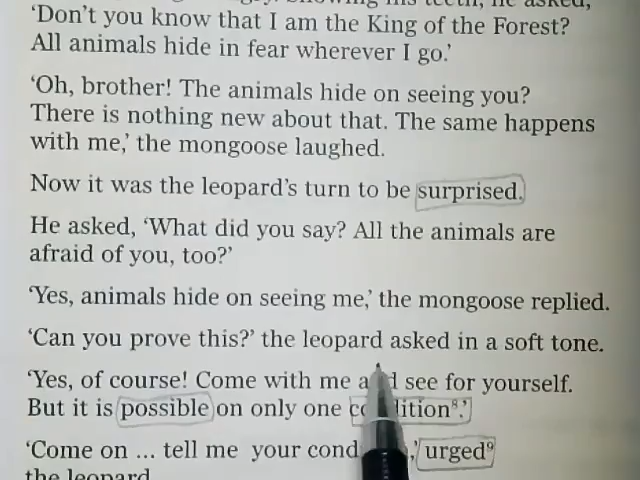 his teeth, he asked,
'Don't you know that I am the King of the Forest?
All animals hide in fear wherever I go.'
'Oh, brother! The animals hide on seeing you?
There is nothing new about that. The same happens
with me,' the mongoose laughed.
Now it was the leopard's turn to be surprised.
He asked, 'What did you say? All the animals are
afraid of you, too?'
'Yes, animals hide on seeing me,' the mongoose replied.
'Can you prove this?' the leopard asked in a soft tone.
'Yes, of course! Come with me and see for yourself.
But it is possible on only one condition⁸.'
'Come on ... tell me your cond ,' urged⁹
the leopard